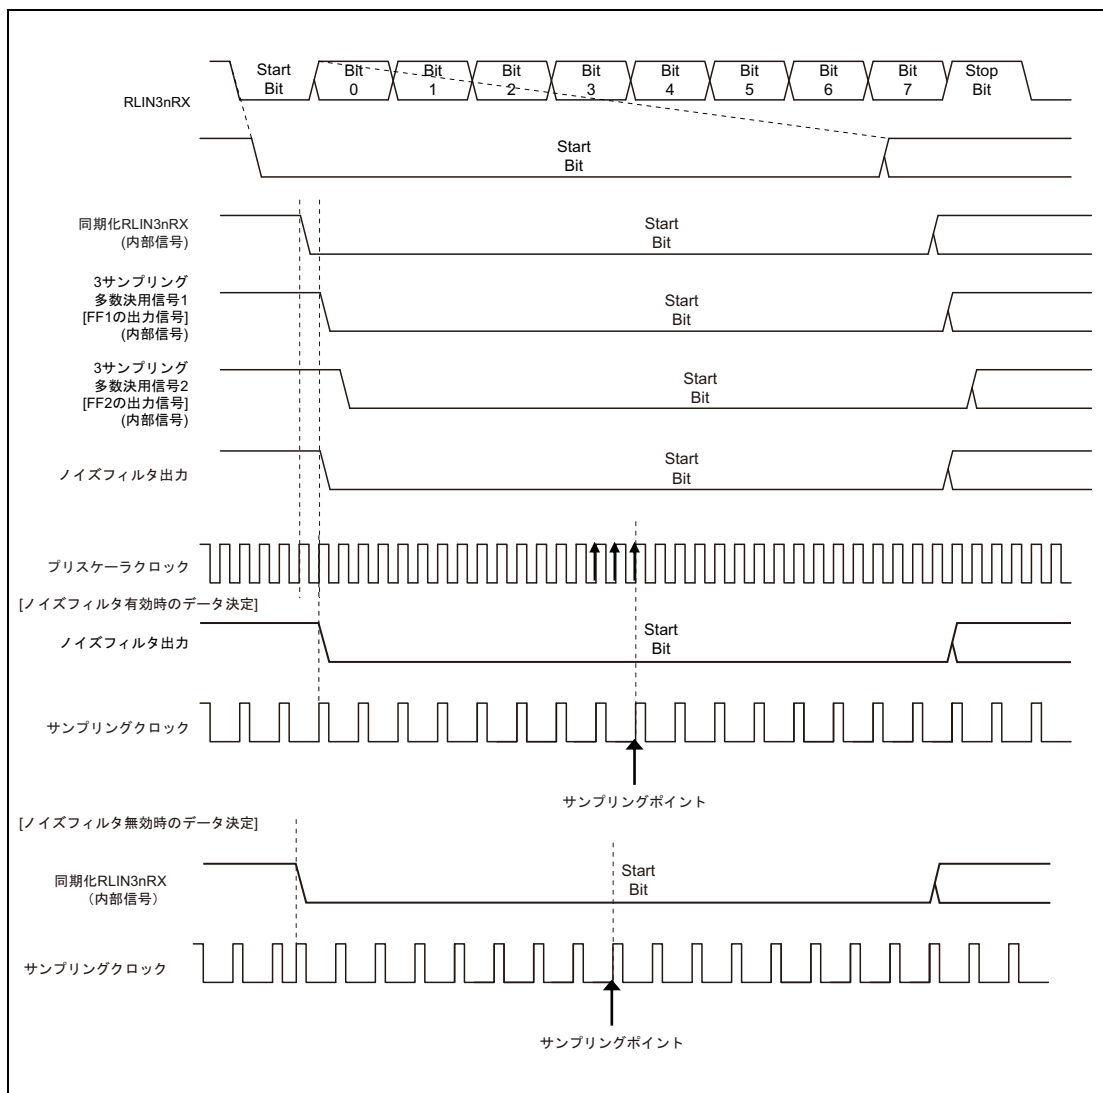 Start Bit
Bit 0
Bit 1
Bit 2
Bit 3
Bit 4
Bit 5
Bit 6
Bit 7
Stop Bit
RLIN3nRX
Start Bit
同期化RLIN3nRX
(内部信号)
Start Bit
3サンプリング
多数決用信号1
[FF1の出力信号]
(内部信号)
Start Bit
3サンプリング
多数決用信号2
[FF2の出力信号]
(内部信号)
Start Bit
ノイズフィルタ出力
Start Bit
プリスケーラクロック
[ノイズフィルタ有効時のデータ決定]
ノイズフィルタ出力
Start Bit
サンプリングクロック
サンプリングポイント
[ノイズフィルタ無効時のデータ決定]
同期化RLIN3nRX
（内部信号）
Start Bit
サンプリングクロック
サンプリングポイント